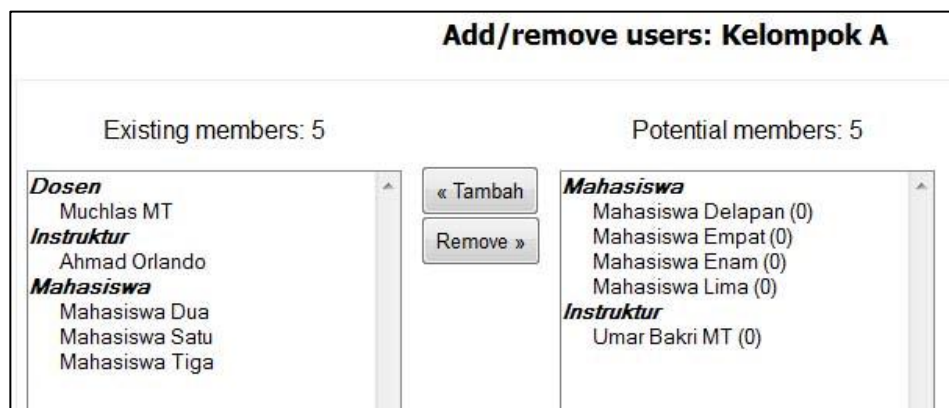 Add/remove users: Kelompok A
Existing members: 5
Dosen
Muchlas MT
Instruktur
Ahmad Orlando
Mahasiswa
Mahasiswa Dua
Mahasiswa Satu
Mahasiswa Tiga
« Tambah
Remove »
Potential members: 5
Mahasiswa
Mahasiswa Delapan (0)
Mahasiswa Empat (0)
Mahasiswa Enam (0)
Mahasiswa Lima (0)
Instruktur
Umar Bakri MT (0)